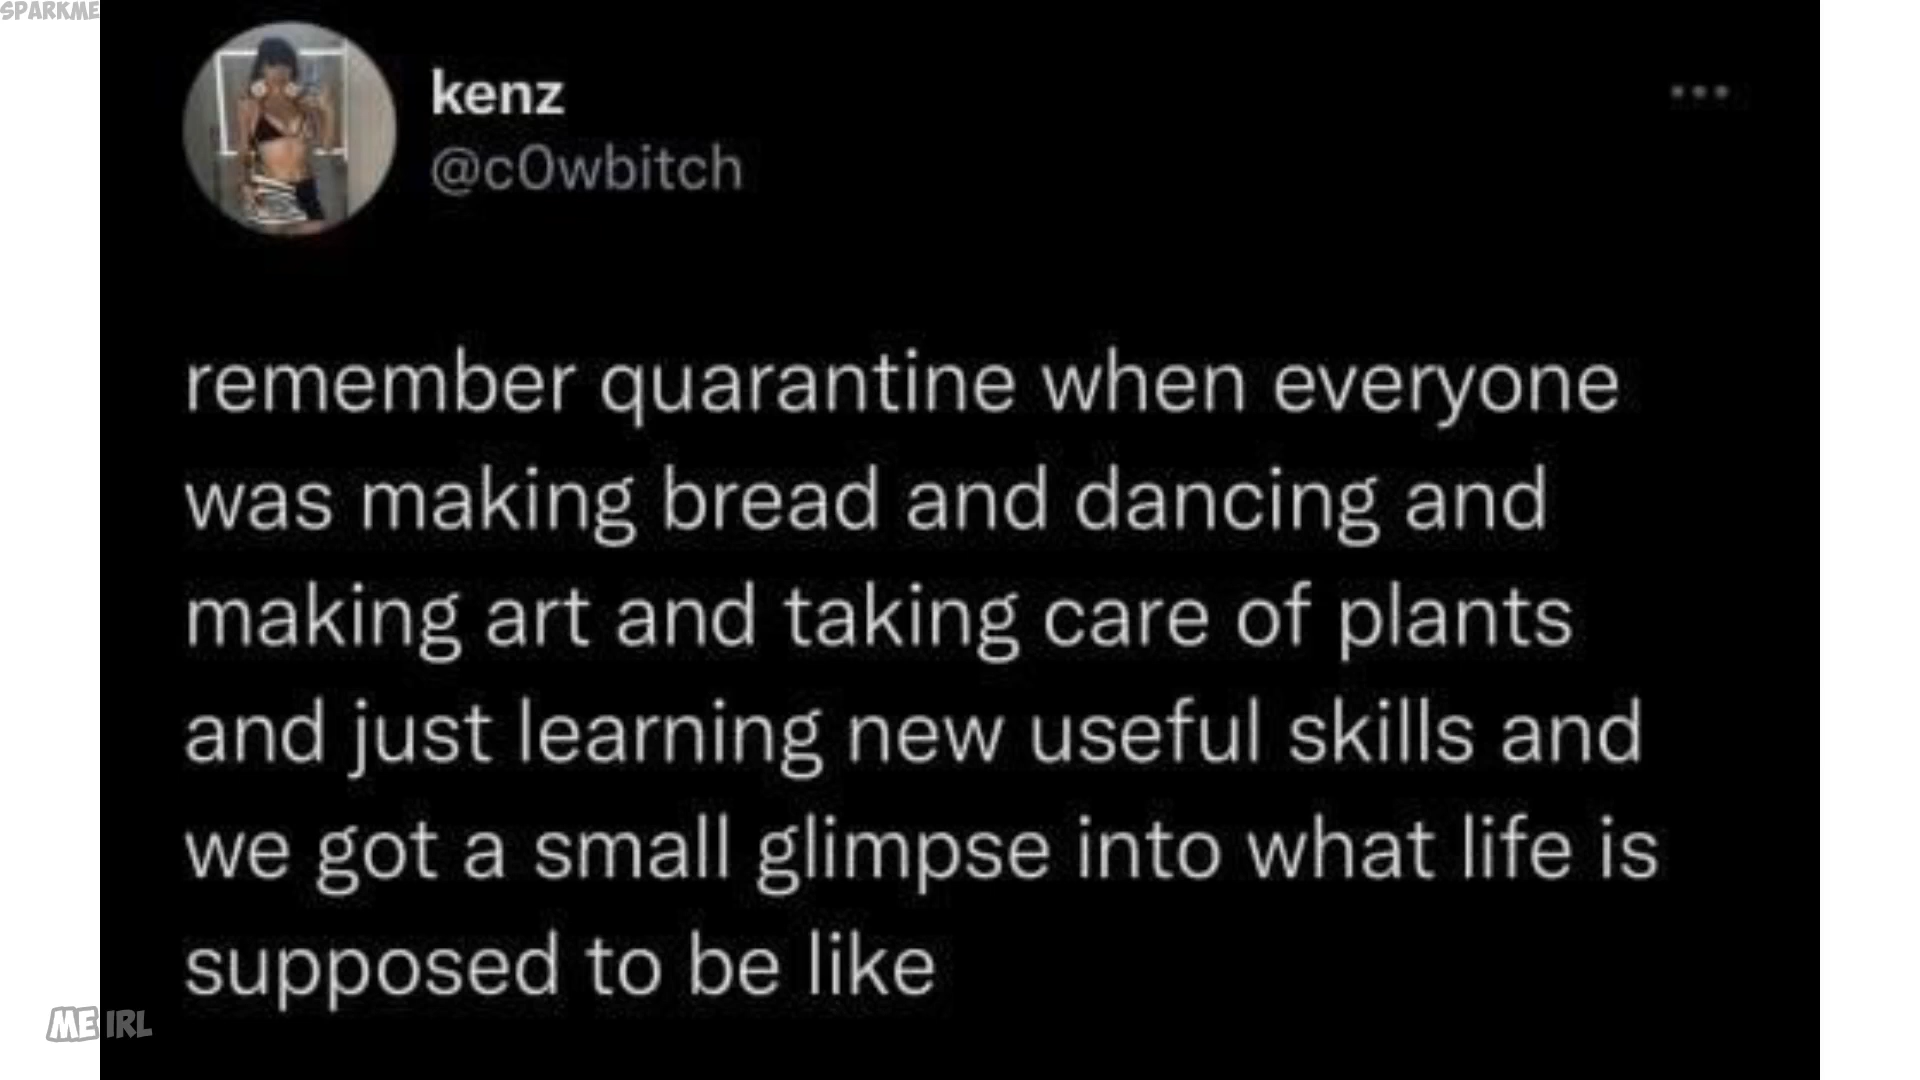 SPARKME
kenz
@c0wbitch
remember quarantine when everyone
was making bread and dancing and
making art and taking care of plants
and just learning new useful skills and
we got a small glimpse into what life is
supposed to be like
ME IRL